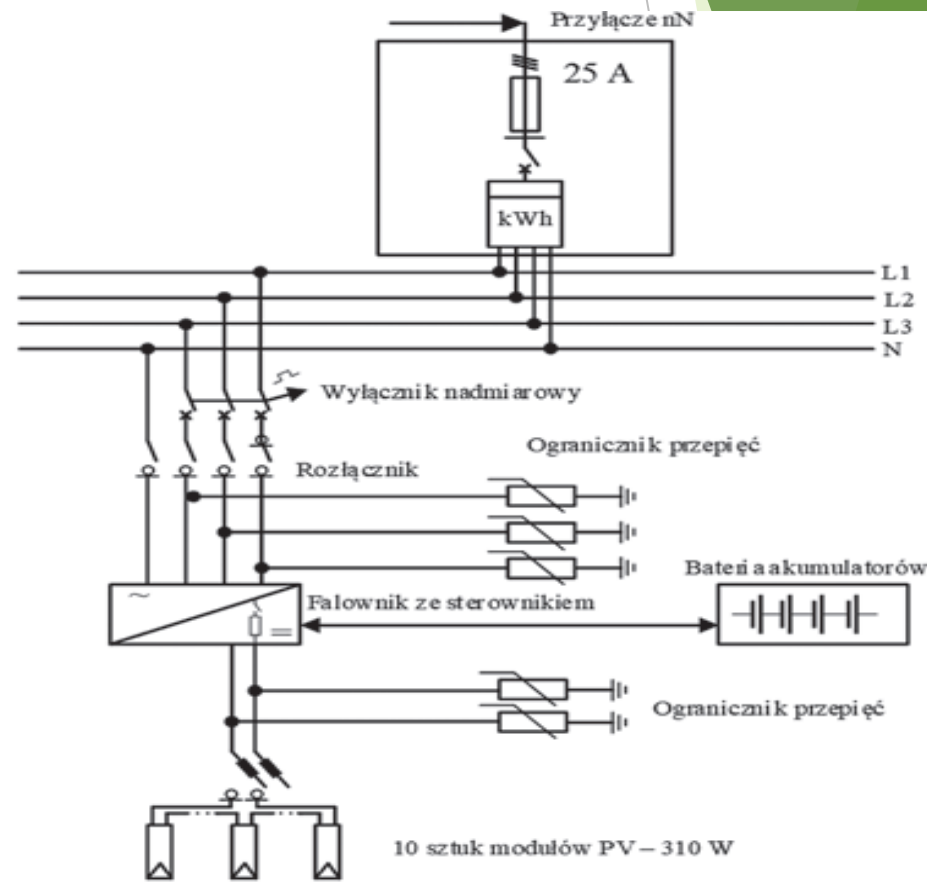 Przyłącze nN
25 A
kWh
L1
L2
L3
N
Wyłącznik nadmiarowy
Ogranicznik przepięć
Rozłącznik
Bateria akumulatorów
Falownik ze sterownikiem
Ogranicznik przepięć
10 sztuk modułów PV – 310 W